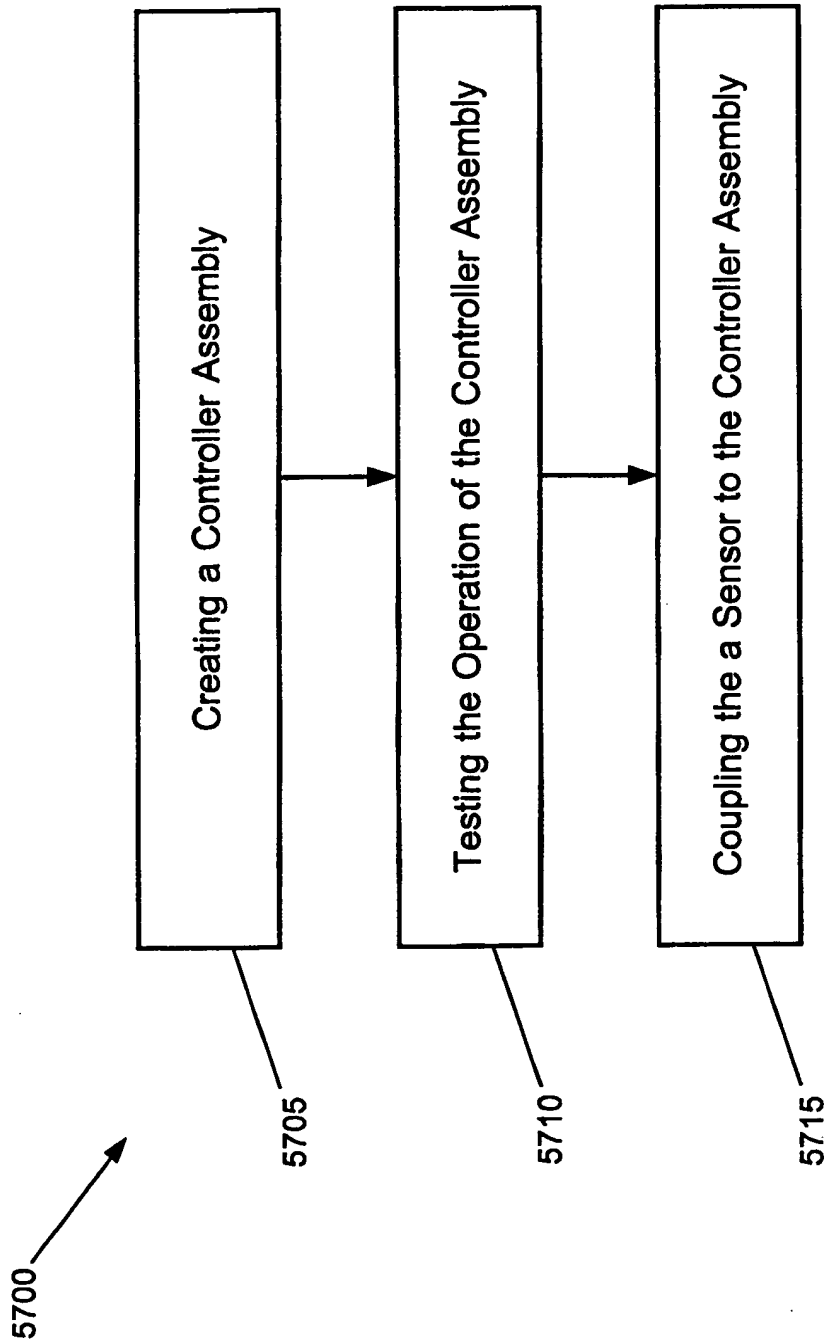 5700
Creating a Controller Assembly
5705
Testing the Operation of the Controller Assembly
5710
Coupling the a Sensor to the Controller Assembly
5715